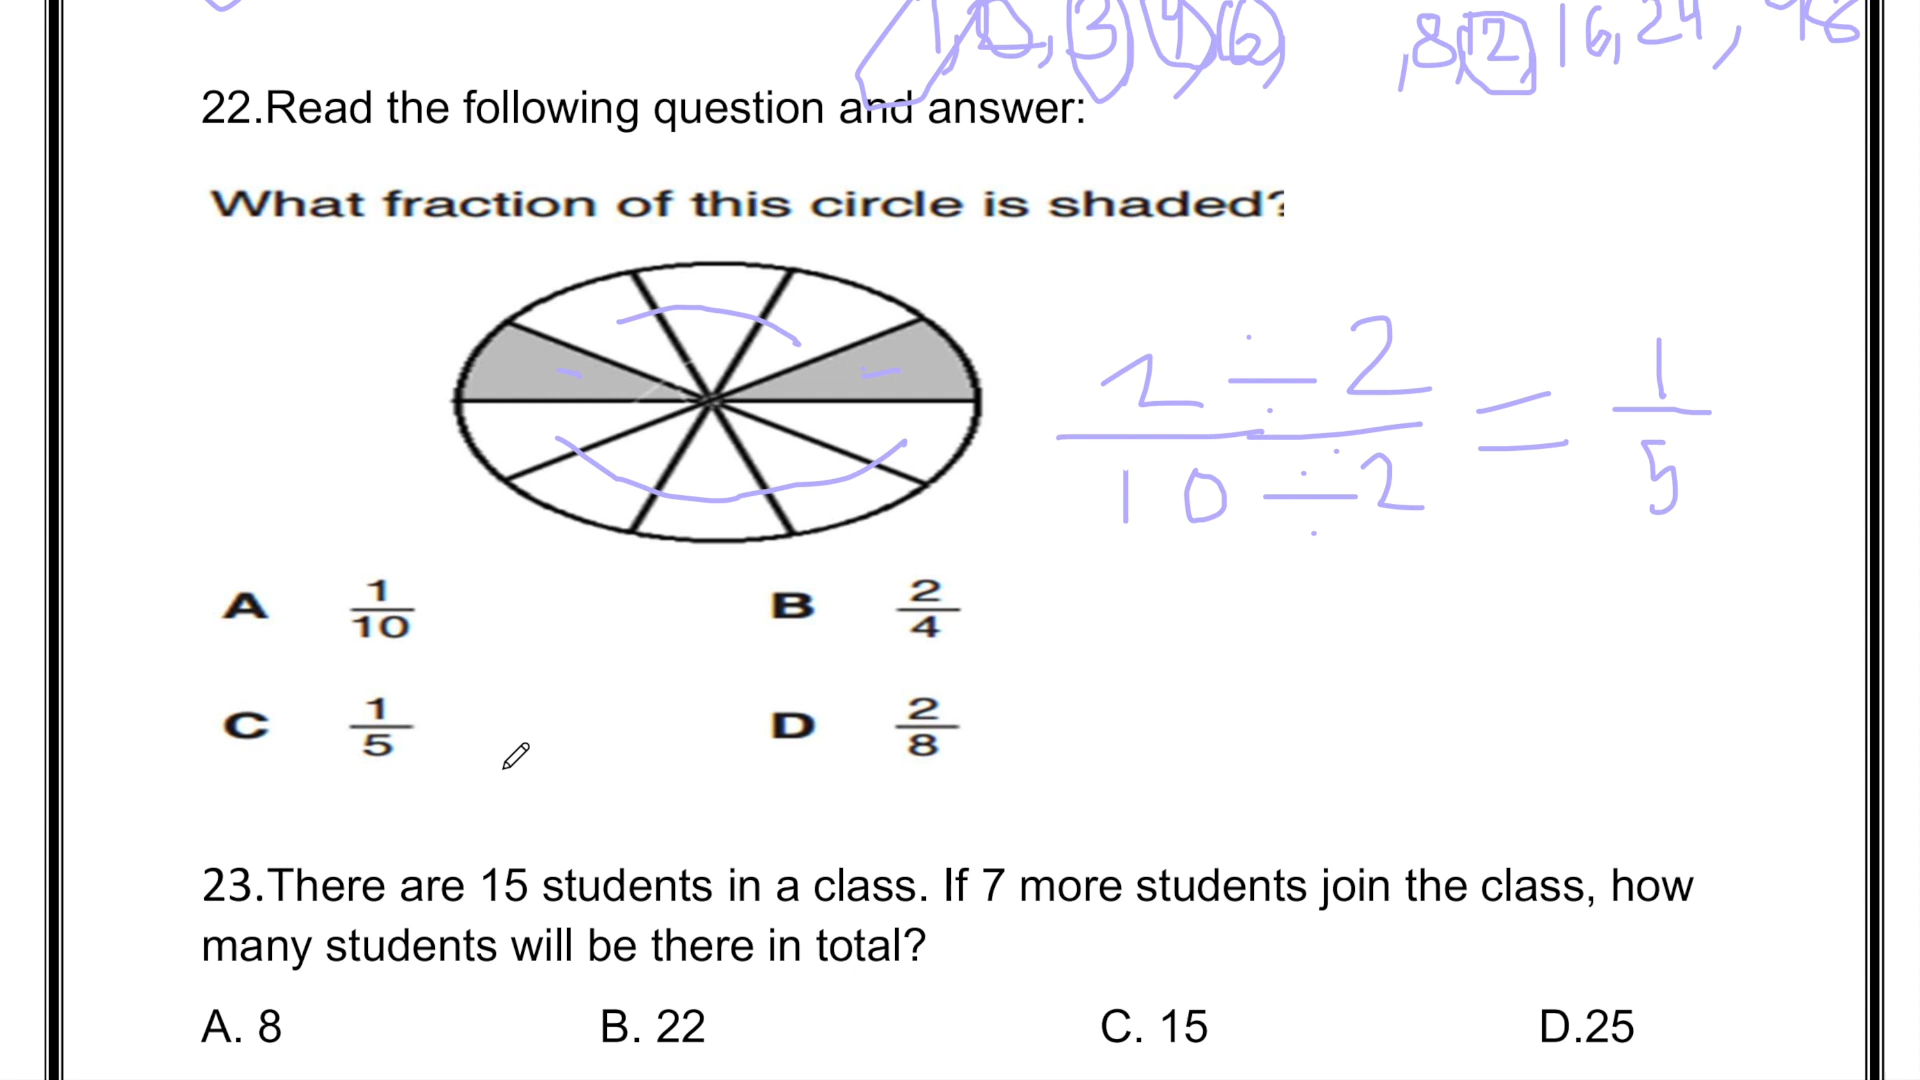 1, 2, 3, 4, 6, ,8, 12, 16, 24, 48
22.Read the following question and answer:
What fraction of this circle is shaded?
2 ÷ 2 / 10 ÷ 2 = 1/5
A 1/10 B 2/4
C 1/5 D 2/8
23.There are 15 students in a class. If 7 more students join the class, how
many students will be there in total?
A. 8 B. 22 C. 15 D.25